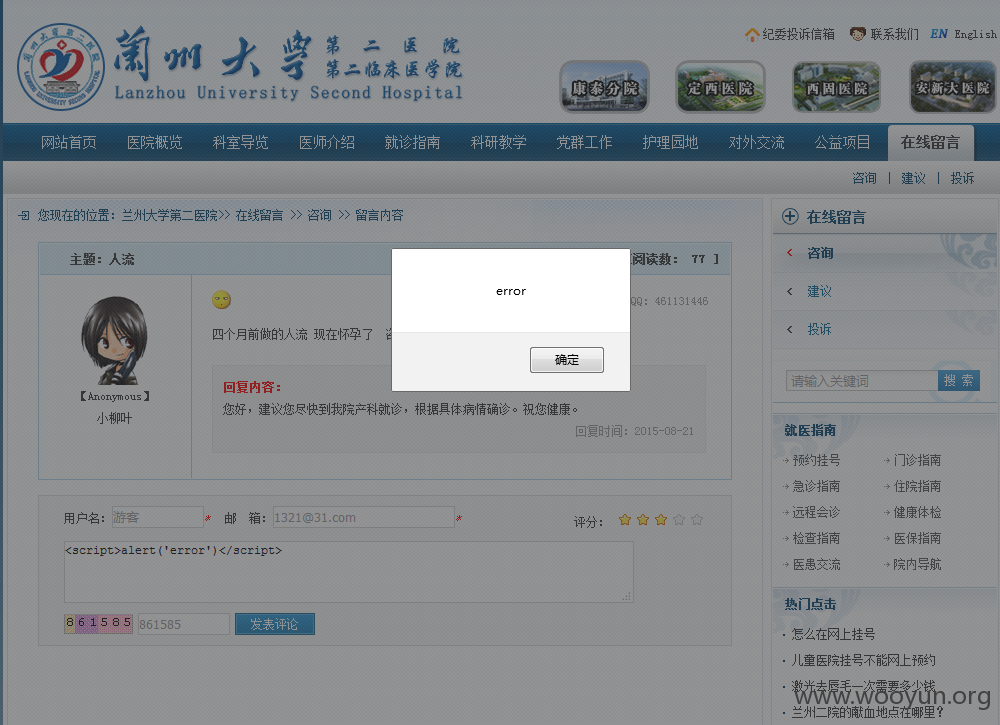 纪委投诉信箱 联系我们 EN English
兰州大学 第二医院
第二临床医学院
Lanzhou University Second Hospital
康泰分院 定西医院 西固医院 安新大医院
网站首页 医院概览 科室导览 医师介绍 就诊指南 科研教学 党群工作 护理园地 对外交流 公益项目 在线留言
咨询 | 建议 | 投诉
您现在的位置：兰州大学第二医院>> 在线留言 >> 咨询 >> 留言内容
主题：人流 阅读数： 77 ]
QQ：461131446
四个月前做的人流 现在怀孕了
【Anonymous】
小柳叶
回复内容：
您好，建议您尽快到我院产科就诊，根据具体病情确诊。祝您健康。
回复时间：2015-08-21
error
确定
用户名： 游客 * 邮 箱： 1321@31.com * 评分：
<script>alert('error')</script>
861585 861585 发表评论
在线留言
咨询
建议
投诉
请输入关键词 搜 索
就医指南
预约挂号 门诊指南
急诊指南 住院指南
远程会诊 健康体检
检查指南 医保指南
医患交流 院内导航
热门点击
· 怎么在网上挂号
· 儿童医院挂号不能网上预约
· 激光去唇毛一次需要多少钱
· 兰州二院的献血地点在哪里？
www.wooyun.org